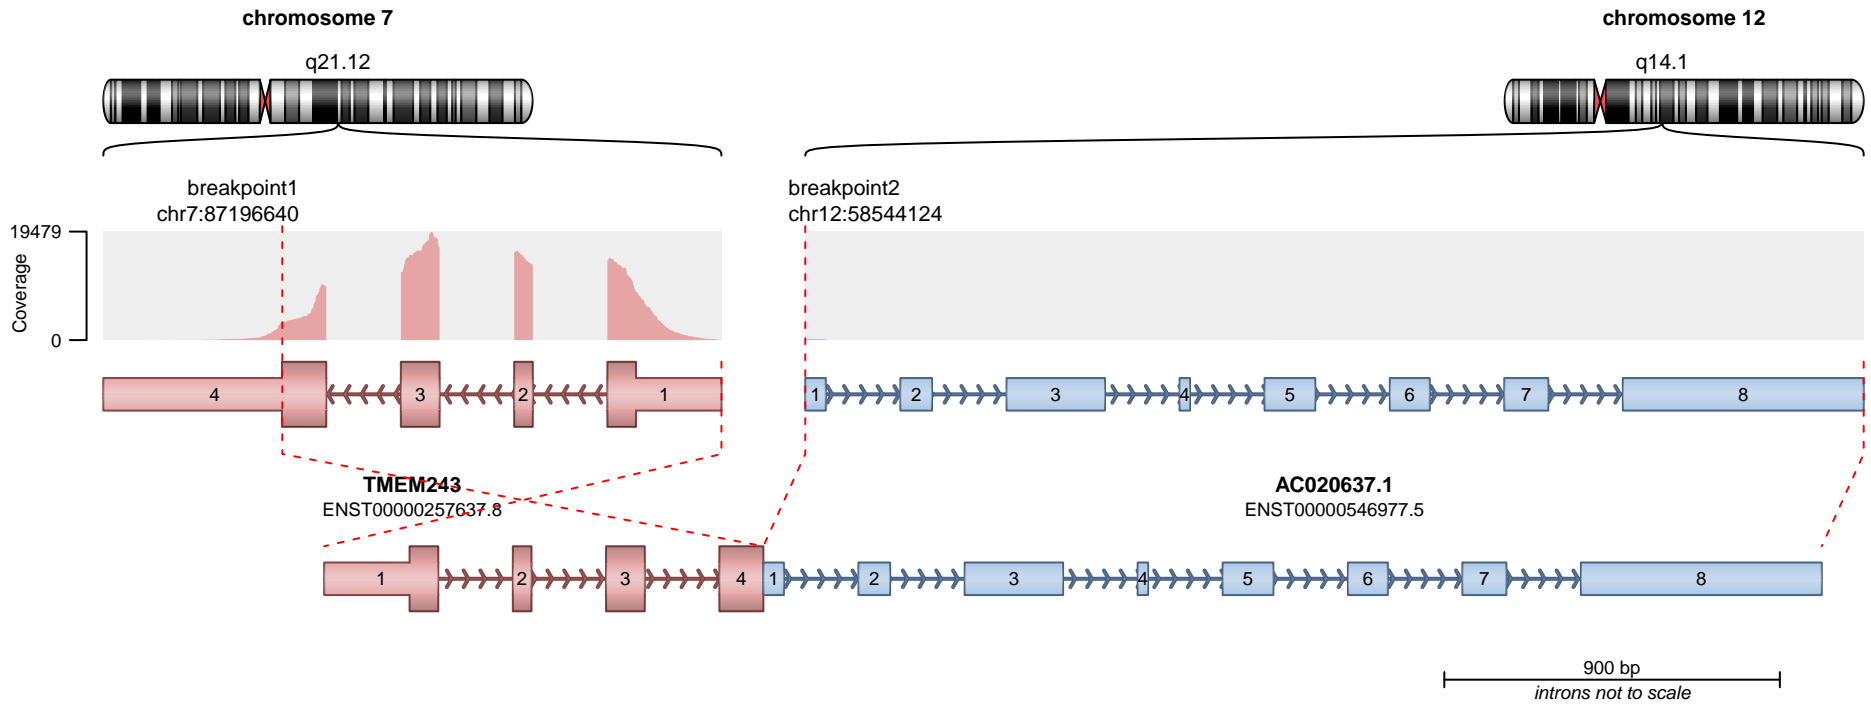 chromosome 7
chromosome 12
q21.12
q14.1
breakpoint1
chr7:87196640
breakpoint2
chr12:58544124
19479
Coverage
0
4 3 2 1
1 2 3 4 5 6 7 8
TMEM243
ENST00000257637.8
AC020637.1
ENST00000546977.5
1 2 3 4 1 2 3 4 5 6 7 8
900 bp
introns not to scale